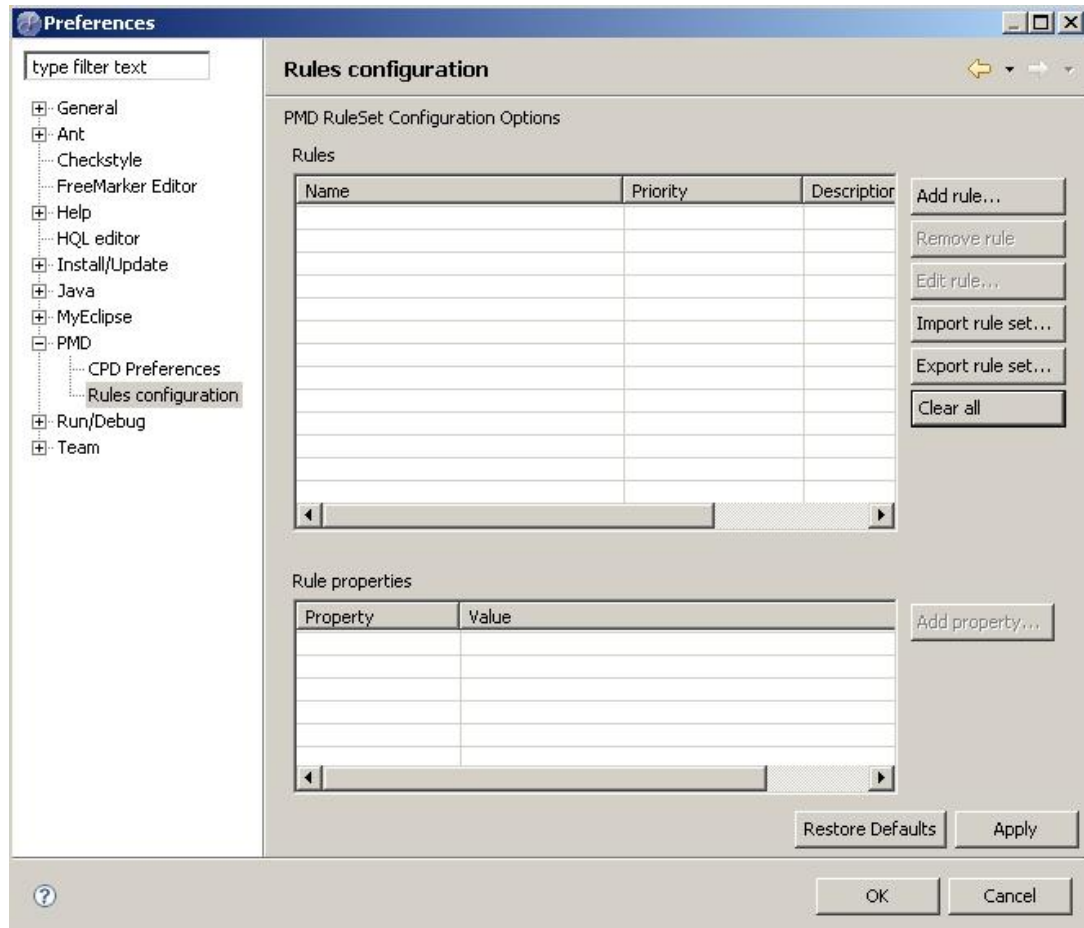 Preferences
type filter text
General
Ant
Checkstyle
FreeMarker Editor
Help
HQL editor
Install/Update
Java
MyEclipse
PMD
CPD Preferences
Rules configuration
Run/Debug
Team
Rules configuration
PMD RuleSet Configuration Options
Rules
Name Priority Description
Add rule...
Remove rule
Edit rule...
Import rule set...
Export rule set...
Clear all
Rule properties
Property Value
Add property...
Restore Defaults Apply
OK Cancel